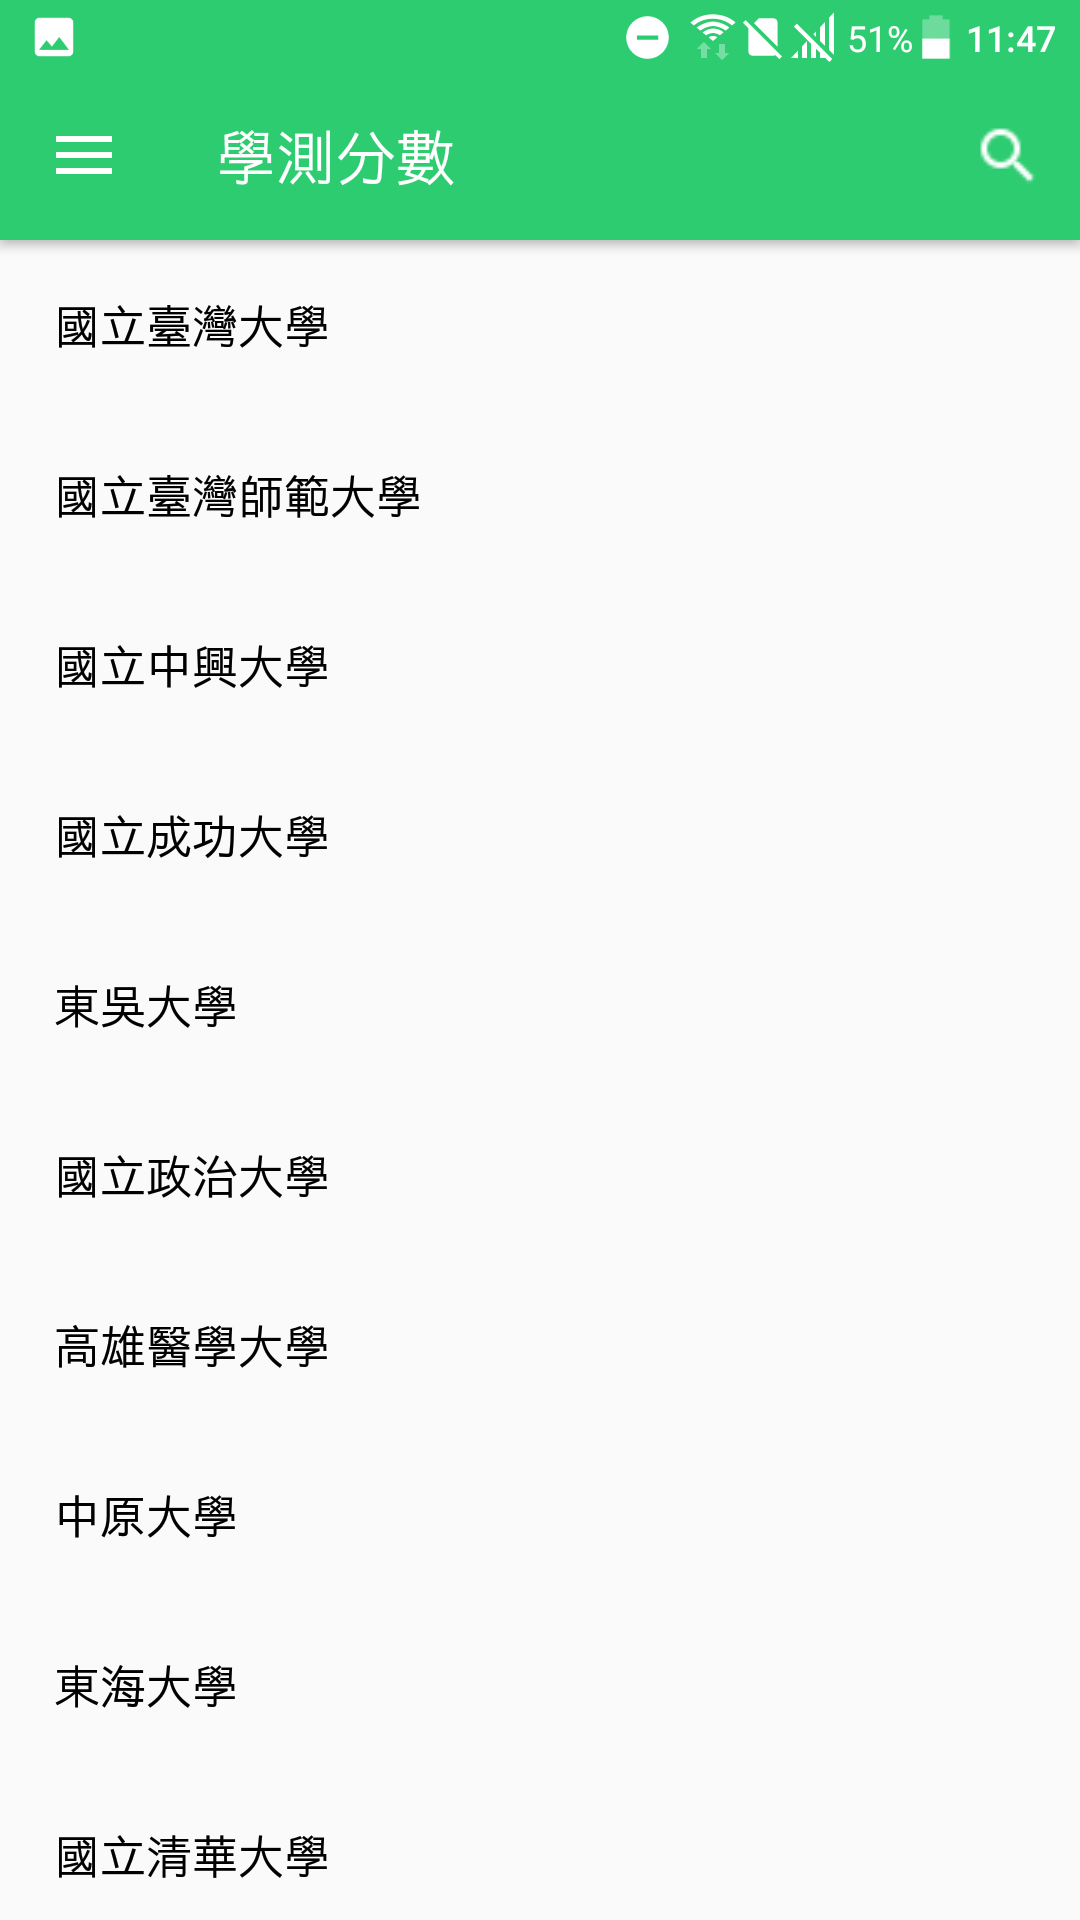 51% 11:47
學測分數
國立臺灣大學
國立臺灣師範大學
國立中興大學
國立成功大學
東吳大學
國立政治大學
高雄醫學大學
中原大學
東海大學
國立清華大學